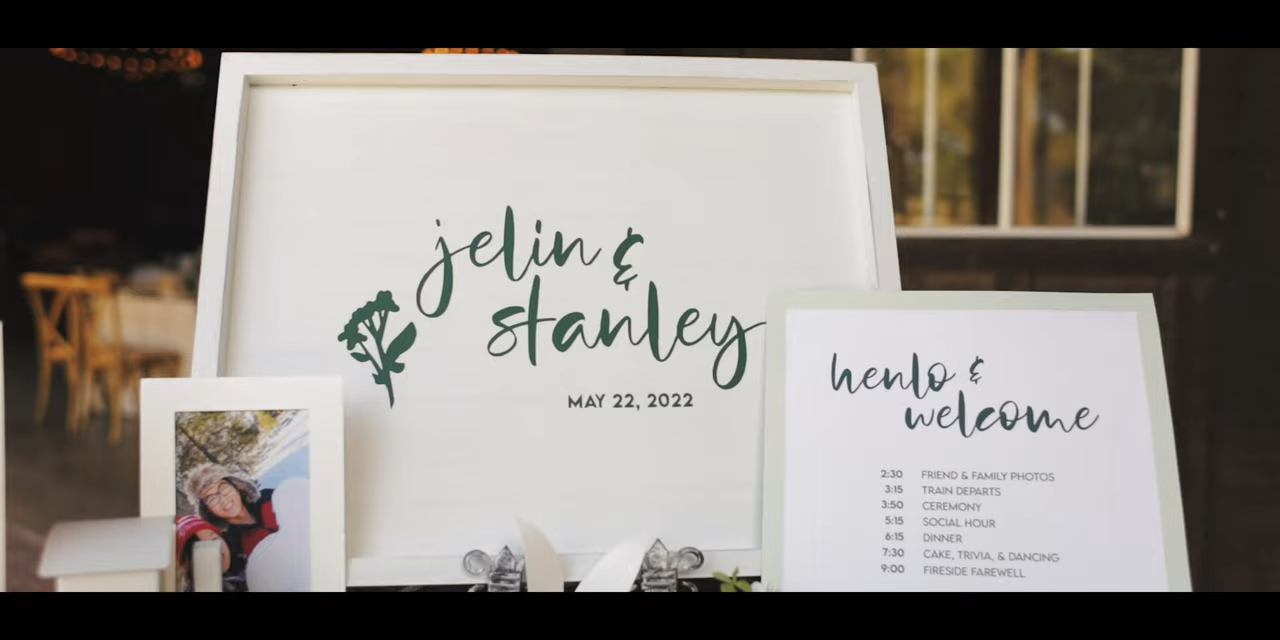 jelin &
stanley
MAY 22, 2022
henlo &
welcome
2:30 FRIEND & FAMILY PHOTOS
3:15 TRAIN DEPARTS
3:50 CEREMONY
5:15 SOCIAL HOUR
6:15 DINNER
7:30 CAKE, TRIVIA, & DANCING
9:00 FIRESIDE FAREWELL